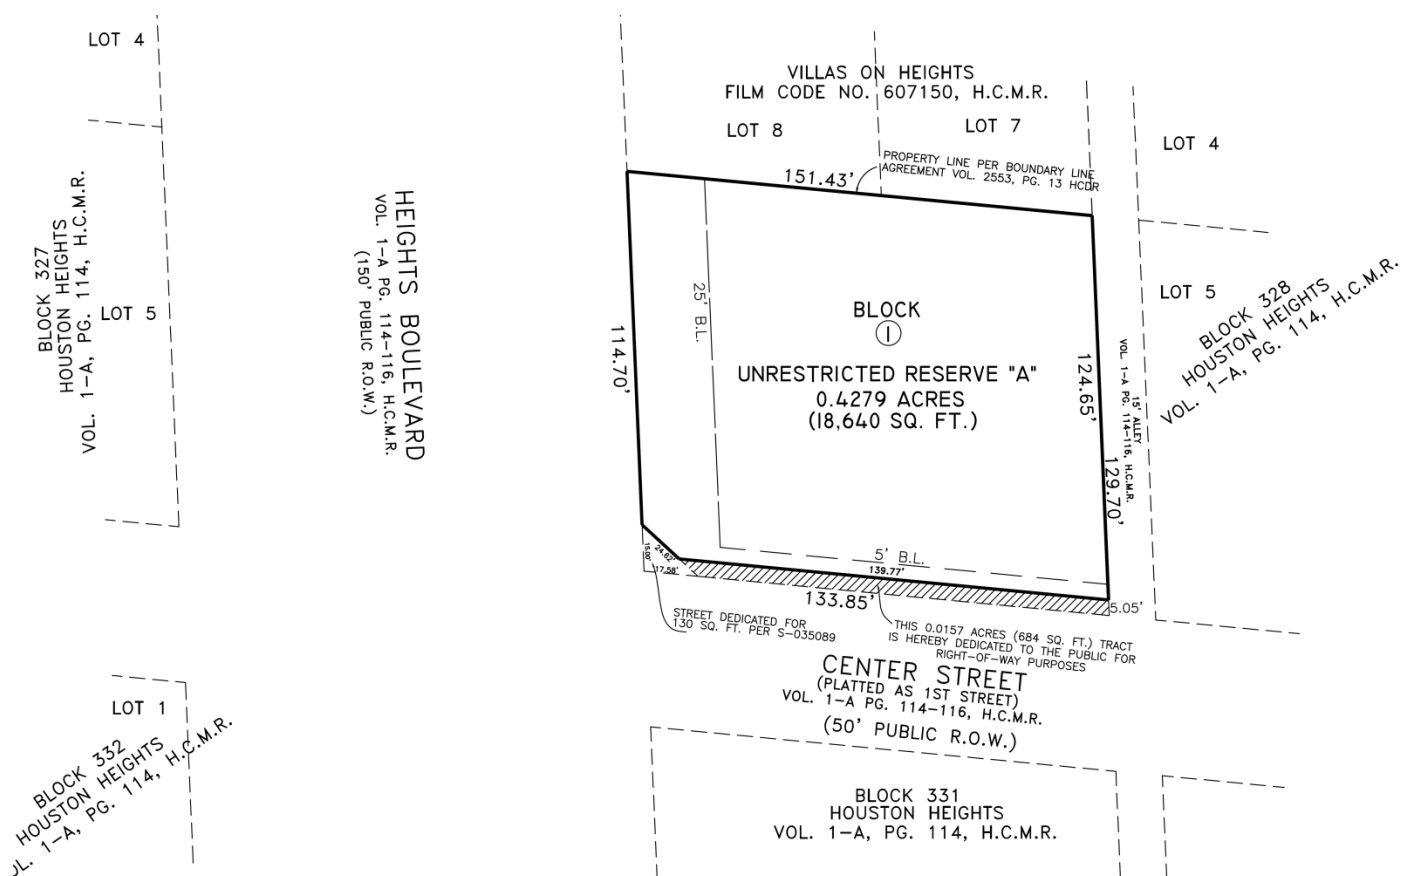 LOT 4
VILLAS ON HEIGHTS
FILM CODE NO. 607150, H.C.M.R.
LOT 8
LOT 7
LOT 4
PROPERTY LINE PER BOUNDARY LINE
AGREEMENT VOL. 2553, PG. 13 HCDR
151.43'
BLOCK 327
HOUSTON HEIGHTS
VOL. 1-A, PG. 114, H.C.M.R.
LOT 5
HEIGHTS BOULEVARD
VOL. 1-A PG. 114-116, H.C.M.R.
(150' PUBLIC R.O.W.)
114.70'
25' B.L.
BLOCK
1
UNRESTRICTED RESERVE "A"
0.4279 ACRES
(18,640 SQ. FT.)
124.65'
129.70'
15' ALLEY
VOL. 1-A PG. 114-116, H.C.M.R.
LOT 5
BLOCK 328
HOUSTON HEIGHTS
VOL. 1-A, PG. 114, H.C.M.R.
5' B.L.
139.77'
15.00'
24.62'
17.58'
133.85'
5.05'
STREET DEDICATED FOR
130 SQ. FT. PER S-035089
THIS 0.0157 ACRES (684 SQ. FT.) TRACT
IS HEREBY DEDICATED TO THE PUBLIC FOR
RIGHT-OF-WAY PURPOSES
CENTER STREET
(PLATTED AS 1ST STREET)
VOL. 1-A PG. 114-116, H.C.M.R.
(50' PUBLIC R.O.W.)
LOT 1
BLOCK 332
HOUSTON HEIGHTS
OL. 1-A, PG. 114, H.C.M.R.
BLOCK 331
HOUSTON HEIGHTS
VOL. 1-A, PG. 114, H.C.M.R.